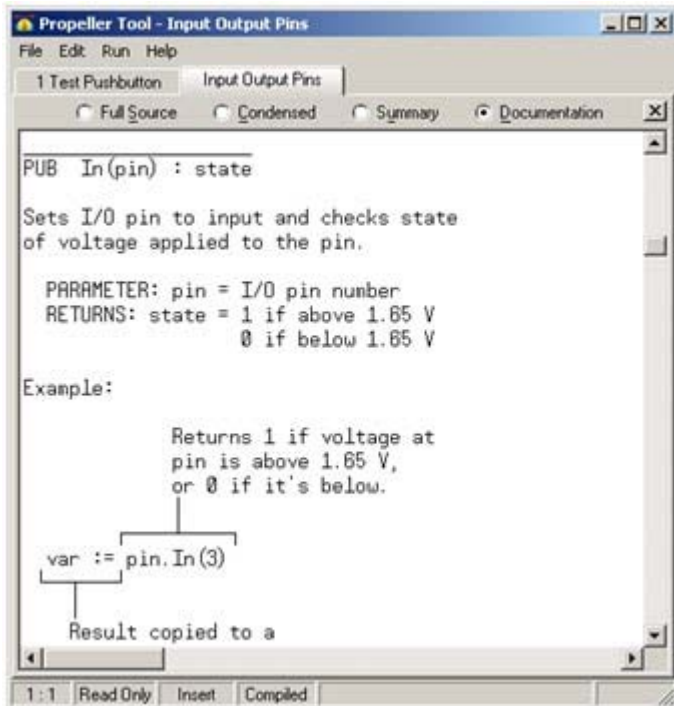 Propeller Tool - Input Output Pins
File Edit Run Help
1 Test Pushbutton Input Output Pins
Full Source Condensed Summary Documentation
PUB In(pin) : state
Sets I/O pin to input and checks state
of voltage applied to the pin.
PARAMETER: pin = I/O pin number
RETURNS: state = 1 if above 1.65 V
0 if below 1.65 V
Example:
Returns 1 if voltage at
pin is above 1.65 V,
or 0 if it's below.
var := pin.In(3)
Result copied to a
1 : 1 Read Only Insert Compiled